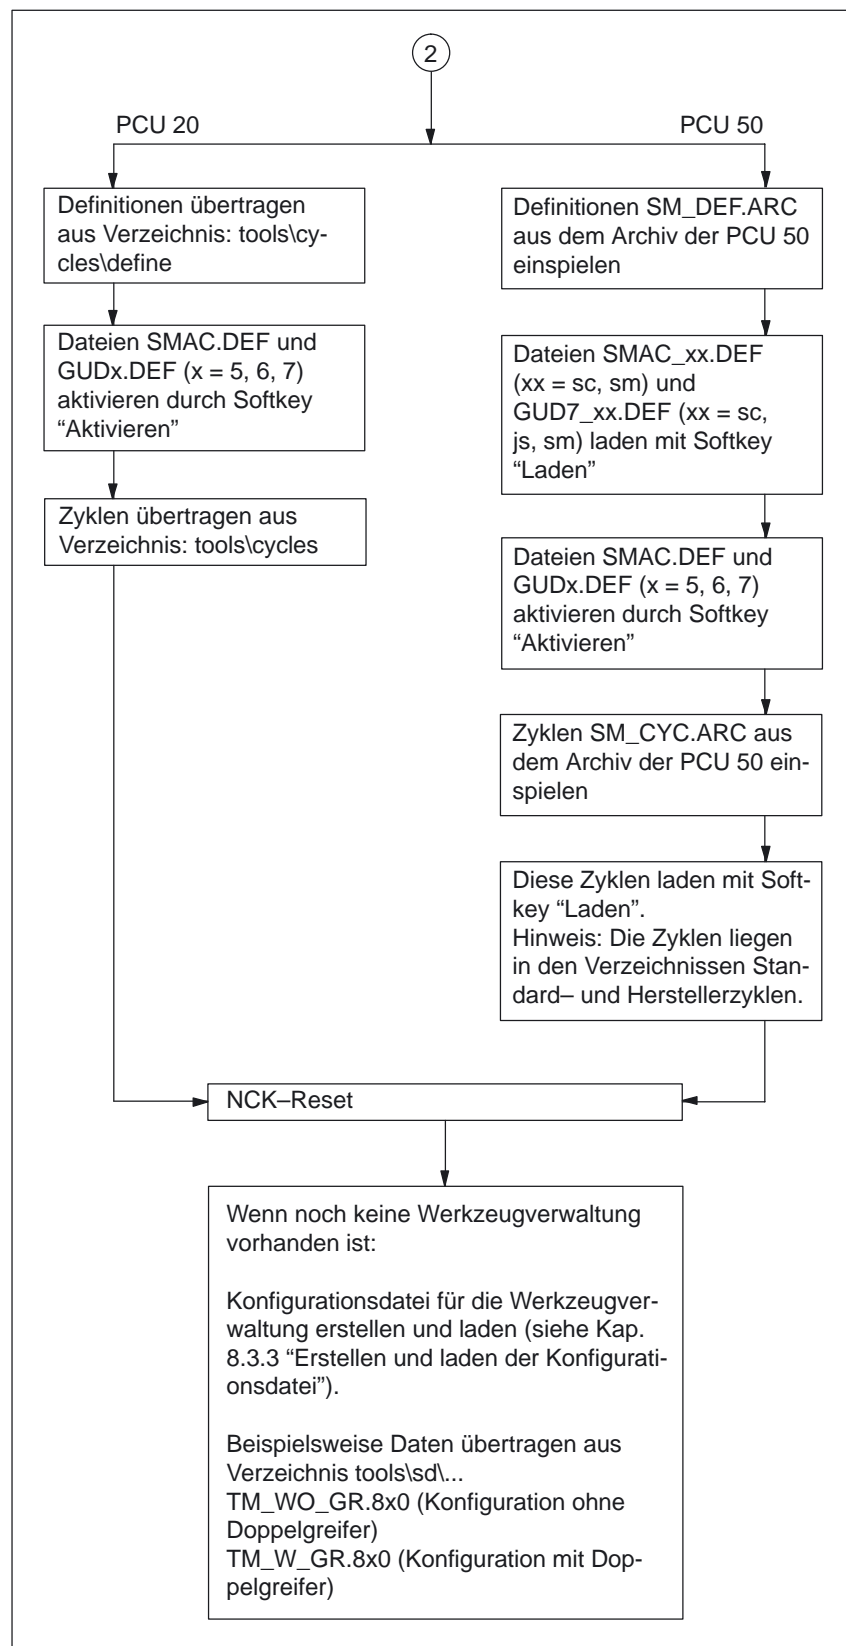 2
PCU 20
PCU 50
Definitionen übertragen
aus Verzeichnis: tools\cy-
cles\define
Dateien SMAC.DEF und
GUDx.DEF (x = 5, 6, 7)
aktivieren durch Softkey
“Aktivieren”
Zyklen übertragen aus
Verzeichnis: tools\cycles
Definitionen SM_DEF.ARC
aus dem Archiv der PCU 50
einspielen
Dateien SMAC_xx.DEF
(xx = sc, sm) und
GUD7_xx.DEF (xx = sc,
js, sm) laden mit Softkey
“Laden”
Dateien SMAC.DEF und
GUDx.DEF (x = 5, 6, 7)
aktivieren durch Softkey
“Aktivieren”
Zyklen SM_CYC.ARC aus
dem Archiv der PCU 50 ein-
spielen
Diese Zyklen laden mit Soft-
key “Laden”.
Hinweis: Die Zyklen liegen
in den Verzeichnissen Stan-
dard– und Herstellerzyklen.
NCK–Reset
Wenn noch keine Werkzeugverwaltung
vorhanden ist:
Konfigurationsdatei für die Werkzeugver-
waltung erstellen und laden (siehe Kap.
8.3.3 “Erstellen und laden der Konfigurati-
onsdatei”).
Beispielsweise Daten übertragen aus
Verzeichnis tools\sd\...
TM_WO_GR.8x0 (Konfiguration ohne
Doppelgreifer)
TM_W_GR.8x0 (Konfiguration mit Dop-
pelgreifer)